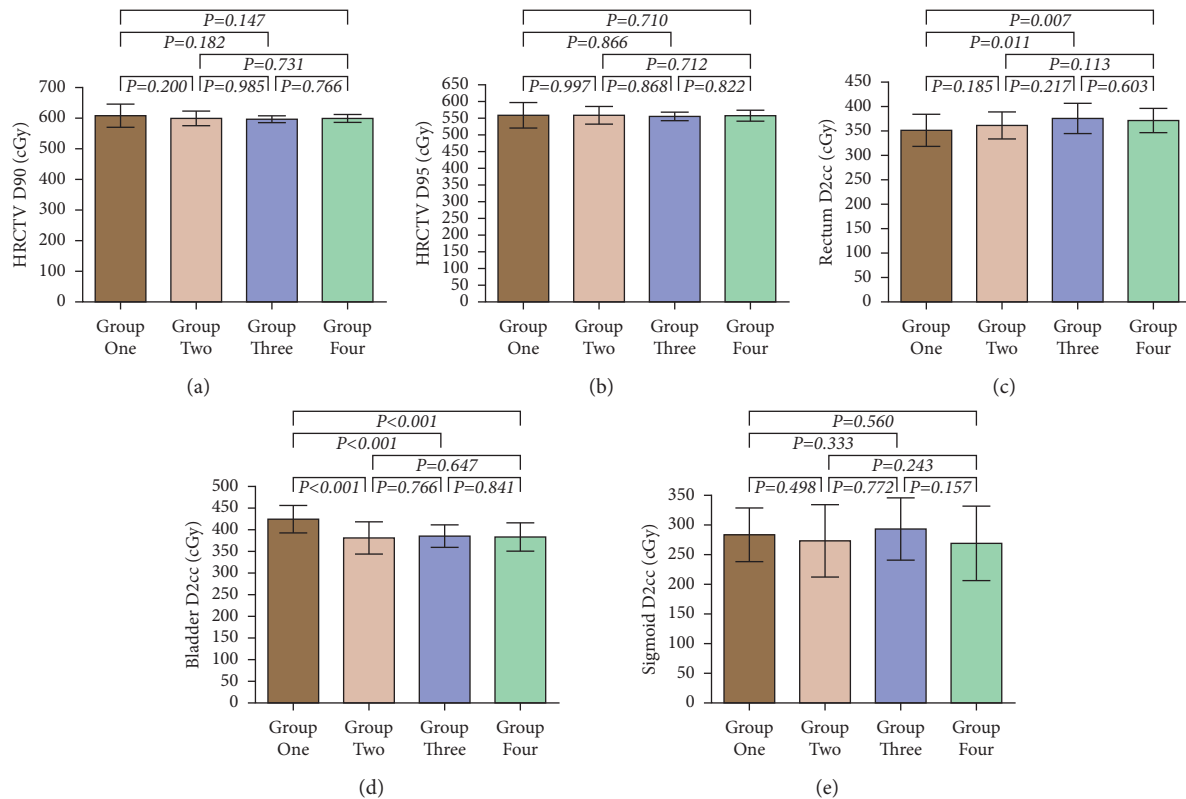 P=0.147
P=0.182
P=0.731
P=0.200 P=0.985 P=0.766
HRCTV D90 (cGy)
700
600
500
400
300
200
100
0
Group One
Group Two
Group Three
Group Four
(a)
P=0.710
P=0.866
P=0.712
P=0.997 P=0.868 P=0.822
HRCTV D95 (cGy)
650
600
550
500
450
400
350
300
250
200
150
100
50
0
Group One
Group Two
Group Three
Group Four
(b)
P=0.007
P=0.011
P=0.113
P=0.185 P=0.217 P=0.603
Rectum D2cc (cGy)
450
400
350
300
250
200
150
100
50
0
Group One
Group Two
Group Three
Group Four
(c)
P<0.001
P<0.001
P=0.647
P<0.001 P=0.766 P=0.841
Bladder D2cc (cGy)
500
450
400
350
300
250
200
150
100
50
0
Group One
Group Two
Group Three
Group Four
(d)
P=0.560
P=0.333
P=0.243
P=0.498 P=0.772 P=0.157
Sigmoid D2cc (cGy)
350
300
250
200
150
100
50
0
Group One
Group Two
Group Three
Group Four
(e)